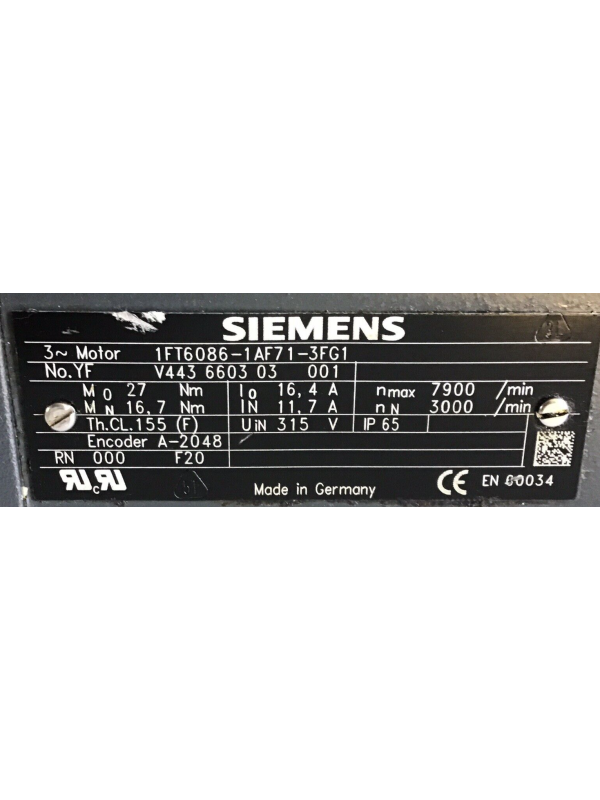 SIEMENS
3~ Motor 1FT6086-1AF71-3FG1
No.YF V443 6603 03 001
M0 27 Nm I0 16,4 A nmax 7900 /min
MN 16,7 Nm IN 11,7 A nN 3000 /min
Th.CL.155 (F) UiN 315 V IP 65
Encoder A-2048
RN 000 F20
Made in Germany CE EN 60034